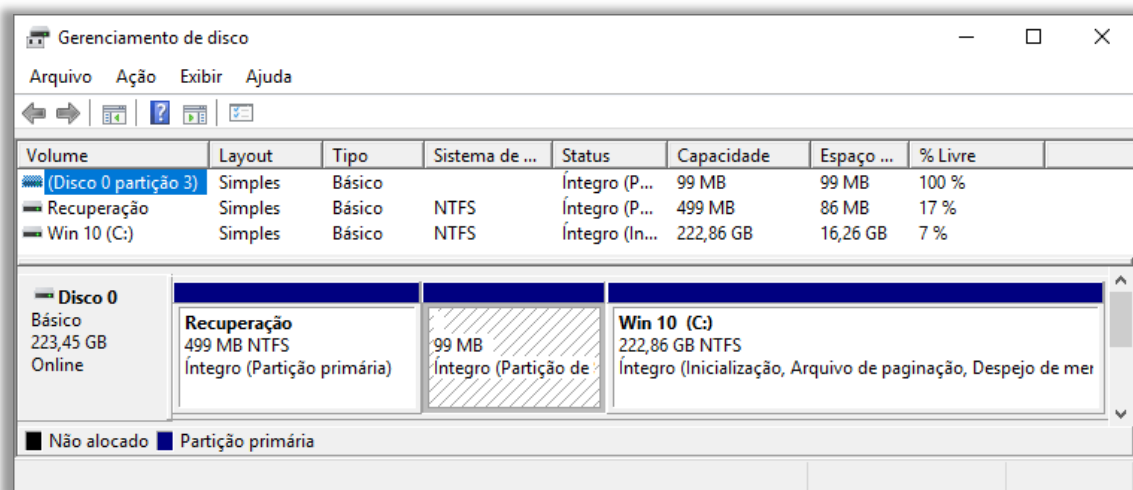 Gerenciamento de disco
Arquivo Ação Exibir Ajuda
Volume Layout Tipo Sistema de ... Status Capacidade Espaço ... % Livre
(Disco 0 partição 3) Simples Básico Íntegro (P... 99 MB 99 MB 100 %
Recuperação Simples Básico NTFS Íntegro (P... 499 MB 86 MB 17 %
Win 10 (C:) Simples Básico NTFS Íntegro (In... 222,86 GB 16,26 GB 7 %
Disco 0
Básico
223,45 GB
Online
Recuperação
499 MB NTFS
Íntegro (Partição primária)
99 MB
Íntegro (Partição de
Win 10 (C:)
222,86 GB NTFS
Íntegro (Inicialização, Arquivo de paginação, Despejo de mer
Não alocado Partição primária